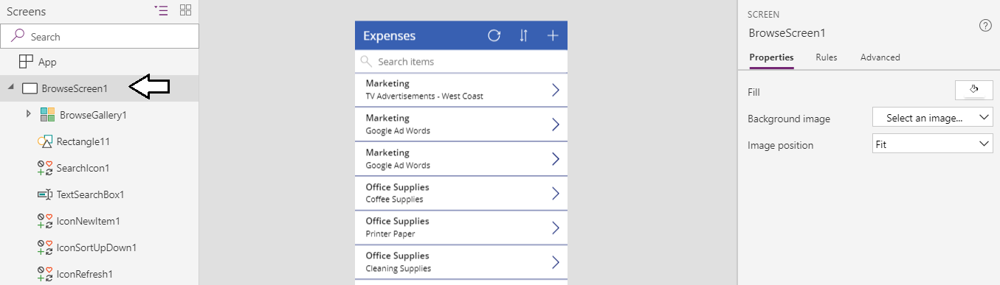 Screens
Search
App
BrowseScreen1
BrowseGallery1
Rectangle11
SearchIcon1
TextSearchBox1
IconNewItem1
IconSortUpDown1
IconRefresh1
Expenses
Search items
Marketing
TV Advertisements - West Coast
Marketing
Google Ad Words
Marketing
Google Ad Words
Office Supplies
Coffee Supplies
Office Supplies
Printer Paper
Office Supplies
Cleaning Supplies
SCREEN
BrowseScreen1
Properties Rules Advanced
Fill
Background image Select an image...
Image position Fit